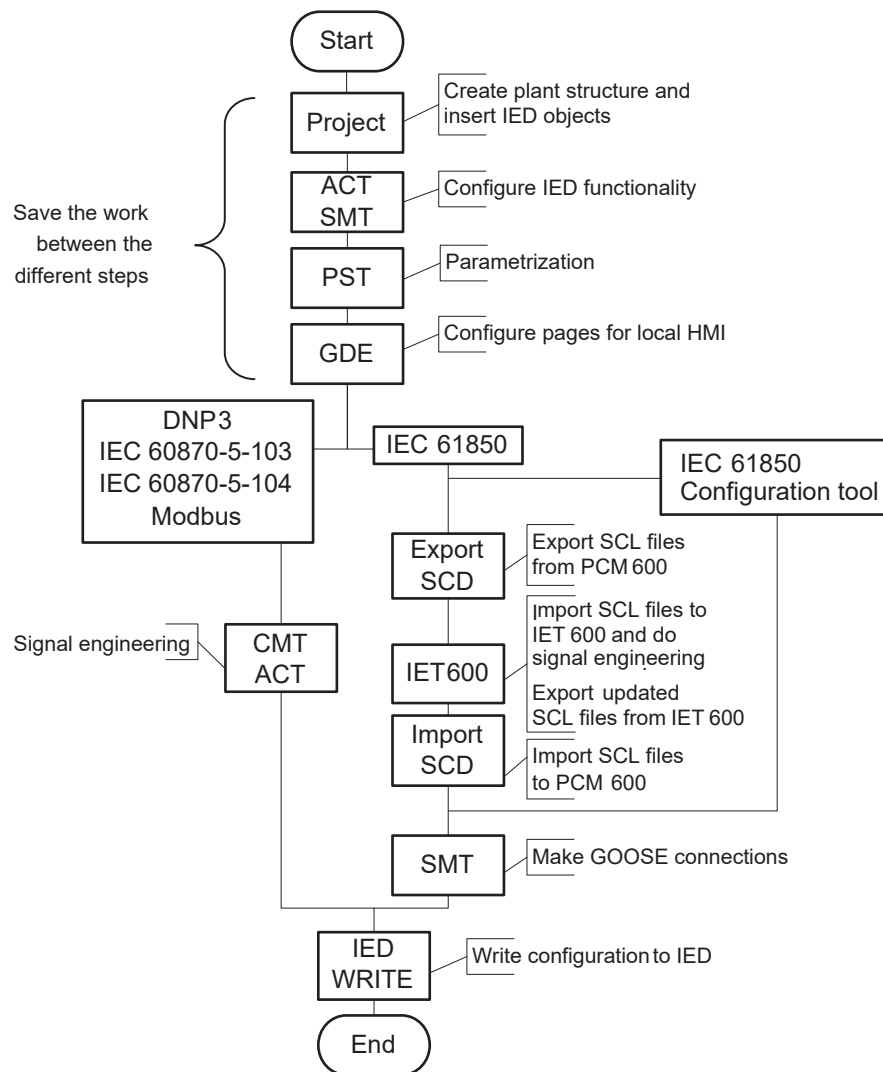 Start
Project
Create plant structure and
insert IED objects
ACT
SMT
Configure IED functionality
Save the work
between the
different steps
PST
Parametrization
GDE
Configure pages for local HMI
DNP3
IEC 60870-5-103
IEC 60870-5-104
Modbus
IEC 61850
IEC 61850
Configuration tool
Export
SCD
Export SCL files
from PCM 600
Signal engineering
CMT
ACT
IET600
Import SCL files to
IET 600 and do
signal engineering
Export updated
SCL files from IET 600
Import
SCD
Import SCL files
to PCM 600
SMT
Make GOOSE connections
IED
WRITE
Write configuration to IED
End